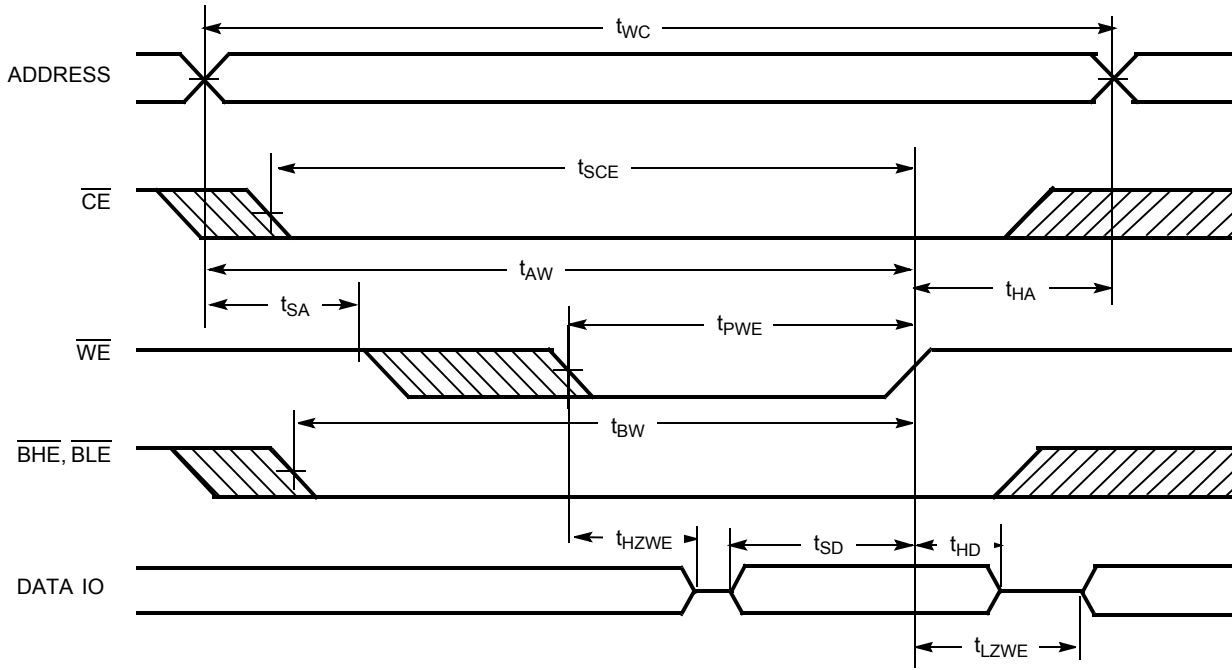 tWC
ADDRESS
tSCE
CE
tAW
tSA
tHA
tPWE
WE
tBW
BHE, BLE
tHZWE
tSD
tHD
DATA IO
tLZWE